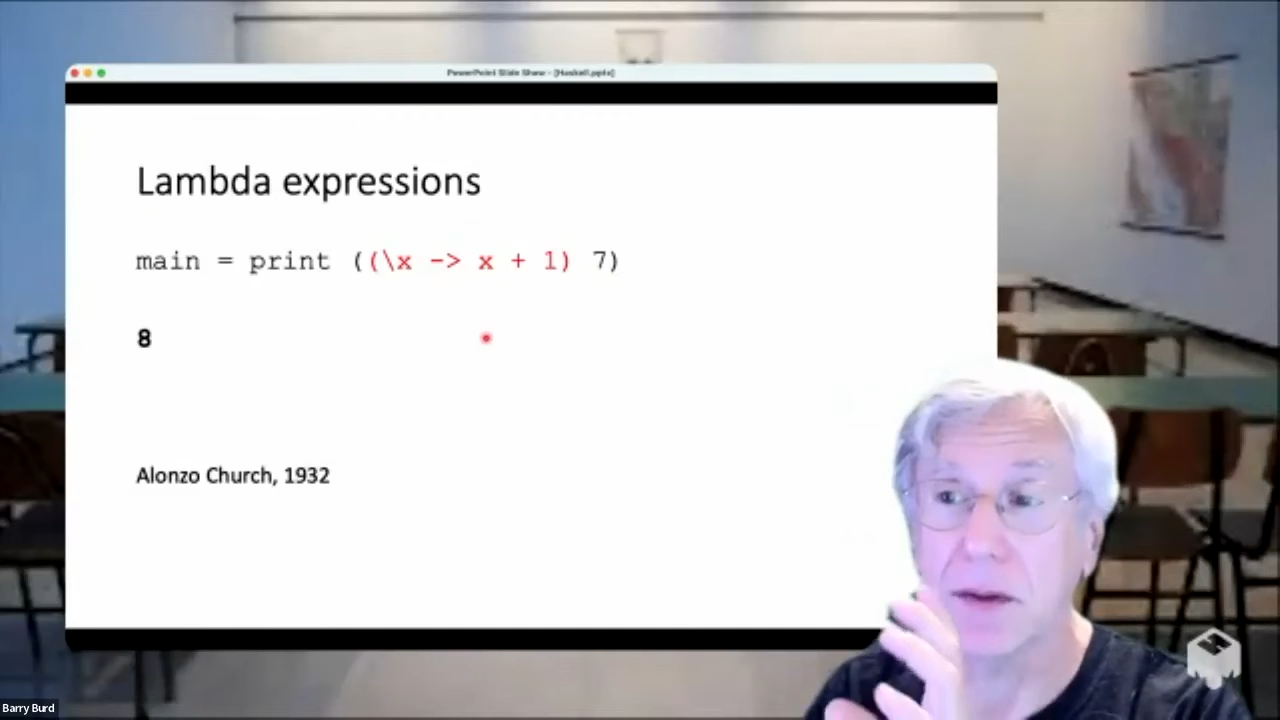 PowerPoint Slide Show - [Haskell.pptx]
Lambda expressions
main = print ((\x -> x + 1) 7)
8
Alonzo Church, 1932
Barry Burd